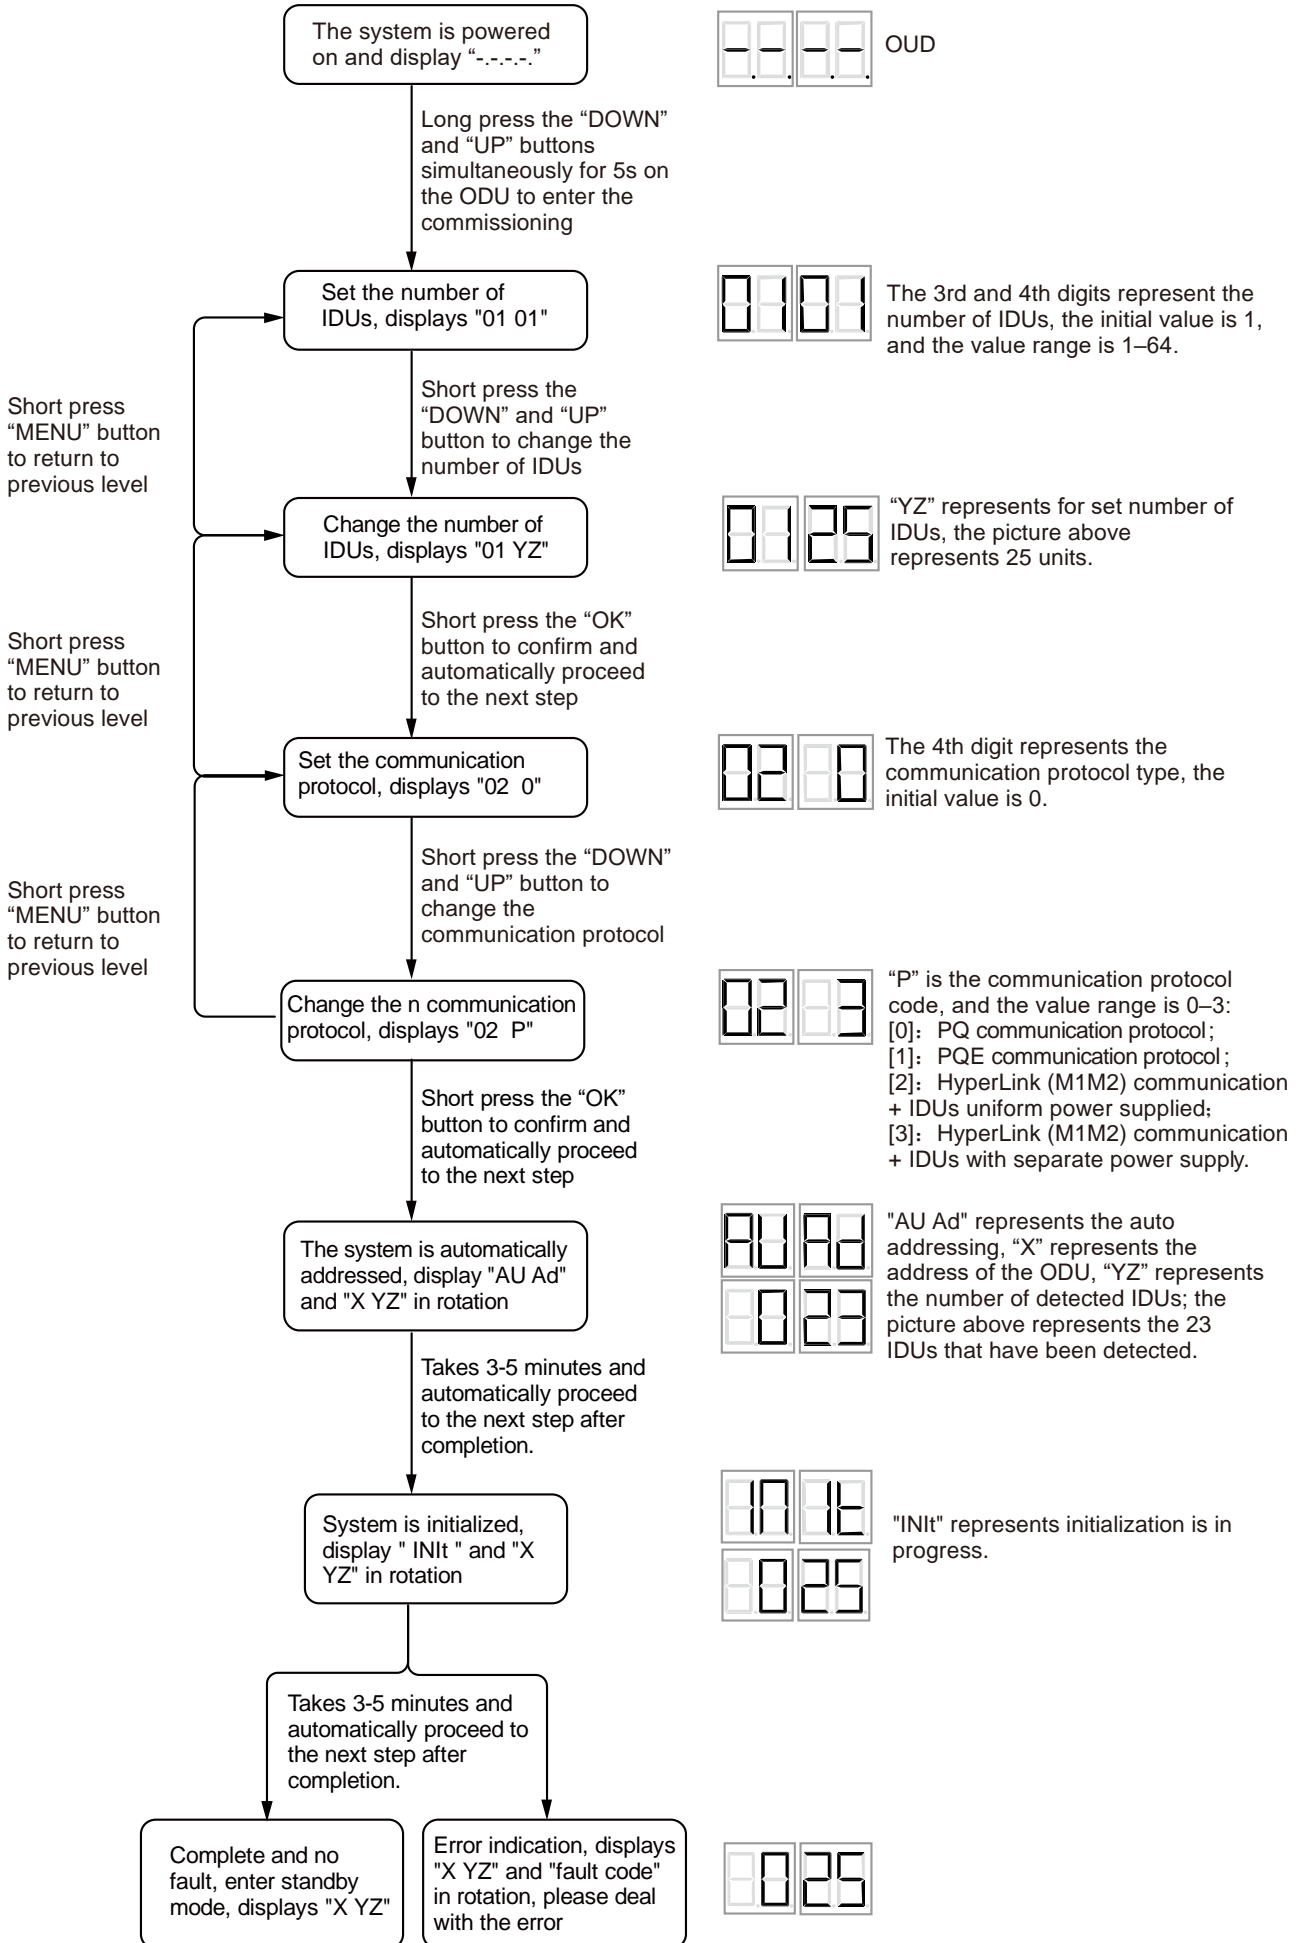 The system is powered
on and display “-.-.-.-.”
-.-.-.-.
OUD
Long press the “DOWN”
and “UP” buttons
simultaneously for 5s on
the ODU to enter the
commissioning
Set the number of
IDUs, displays "01 01"
0101
The 3rd and 4th digits represent the
number of IDUs, the initial value is 1,
and the value range is 1–64.
Short press
“MENU” button
to return to
previous level
Short press the
“DOWN” and “UP”
button to change the
number of IDUs
Change the number of
IDUs, displays "01 YZ"
0125
“YZ” represents for set number of
IDUs, the picture above
represents 25 units.
Short press
“MENU” button
to return to
previous level
Short press the “OK”
button to confirm and
automatically proceed
to the next step
Set the communication
protocol, displays "02  0"
02 0
The 4th digit represents the
communication protocol type, the
initial value is 0.
Short press
“MENU” button
to return to
previous level
Short press the “DOWN”
and “UP” button to
change the
communication protocol
Change the n communication
protocol, displays "02  P"
02 3
“P” is the communication protocol
code, and the value range is 0–3:
[0]：PQ communication protocol；
[1]：PQE communication protocol；
[2]：HyperLink (M1M2) communication
+ IDUs uniform power supplied；
[3]：HyperLink (M1M2) communication
+ IDUs with separate power supply.
Short press the “OK”
button to confirm and
automatically proceed
to the next step
The system is automatically
addressed, display "AU Ad"
and "X YZ" in rotation
AU Ad
023
"AU Ad" represents the auto
addressing, “X” represents the
address of the ODU, “YZ” represents
the number of detected IDUs; the
picture above represents the 23
IDUs that have been detected.
Takes 3-5 minutes and
automatically proceed
to the next step after
completion.
System is initialized,
display " INIt " and "X
YZ" in rotation
INIt
025
"INIt" represents initialization is in
progress.
Takes 3-5 minutes and
automatically proceed to
the next step after
completion.
Complete and no
fault, enter standby
mode, displays "X YZ"
Error indication, displays
"X YZ" and "fault code"
in rotation, please deal
with the error
025